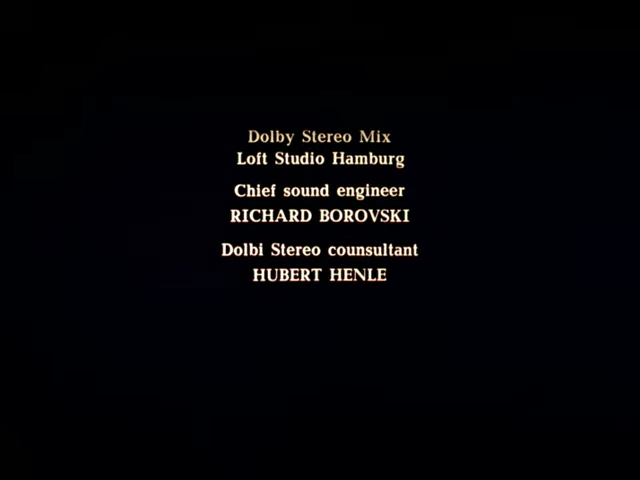 Dolby Stereo Mix
Loft Studio Hamburg
Chief sound engineer
RICHARD BOROVSKI
Dolbi Stereo counsultant
HUBERT HENLE